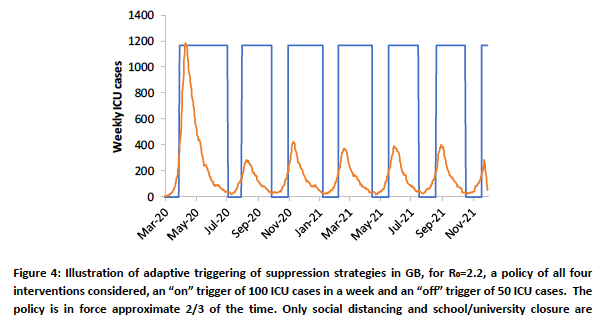 1400
1200
1000
800
600
400
200
0
Weekly ICU cases
Mar-20
May-20
Jul-20
Sep-20
Nov-20
Jan-21
Mar-21
May-21
Jul-21
Sep-21
Nov-21
Figure 4: Illustration of adaptive triggering of suppression strategies in GB, for R₀=2.2, a policy of all four
interventions considered, an “on” trigger of 100 ICU cases in a week and an “off” trigger of 50 ICU cases. The
policy is in force approximate 2/3 of the time. Only social distancing and school/university closure are